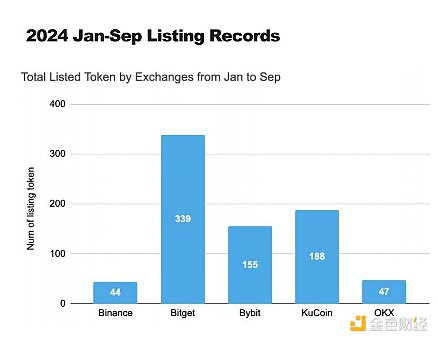 2024 Jan-Sep Listing Records
Total Listed Token by Exchanges from Jan to Sep
Num of listing token
400
300
200
100
0
44
339
155
188
47
Binance
Bitget
Bybit
KuCoin
OKX
金色财经